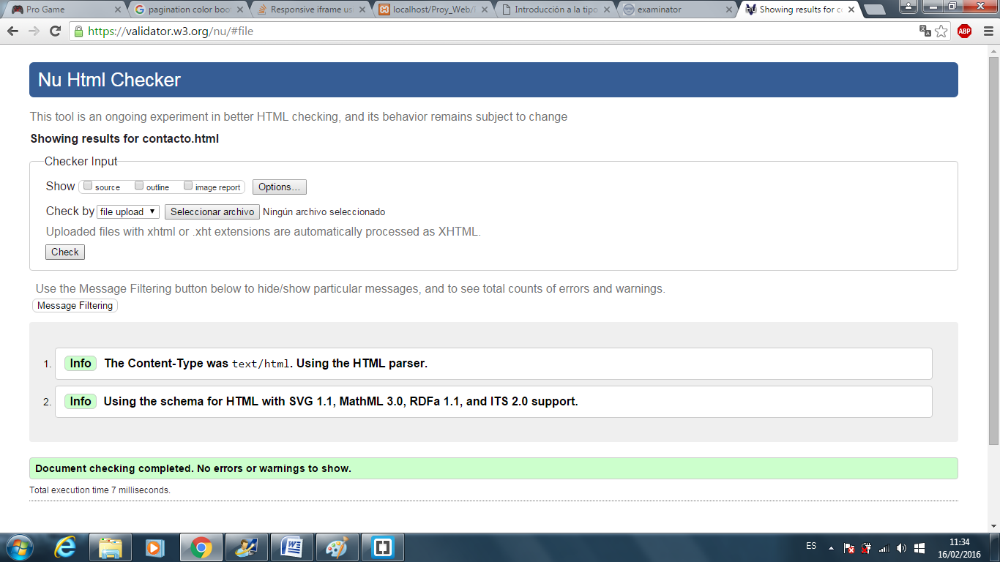 Pro Game
pagination color boo
Responsive iframe us
localhost/Proy_Web/
Introducción a la tipo
examinator
Showing results for c
https://validator.w3.org/nu/#file
ABP
Nu Html Checker
This tool is an ongoing experiment in better HTML checking, and its behavior remains subject to change
Showing results for contacto.html
Checker Input
Show source outline image report Options...
Check by file upload Seleccionar archivo Ningún archivo seleccionado
Uploaded files with xhtml or .xht extensions are automatically processed as XHTML.
Check
Use the Message Filtering button below to hide/show particular messages, and to see total counts of errors and warnings.
Message Filtering
1. Info The Content-Type was text/html. Using the HTML parser.
2. Info Using the schema for HTML with SVG 1.1, MathML 3.0, RDFa 1.1, and ITS 2.0 support.
Document checking completed. No errors or warnings to show.
Total execution time 7 milliseconds.
ES
11:34
16/02/2016